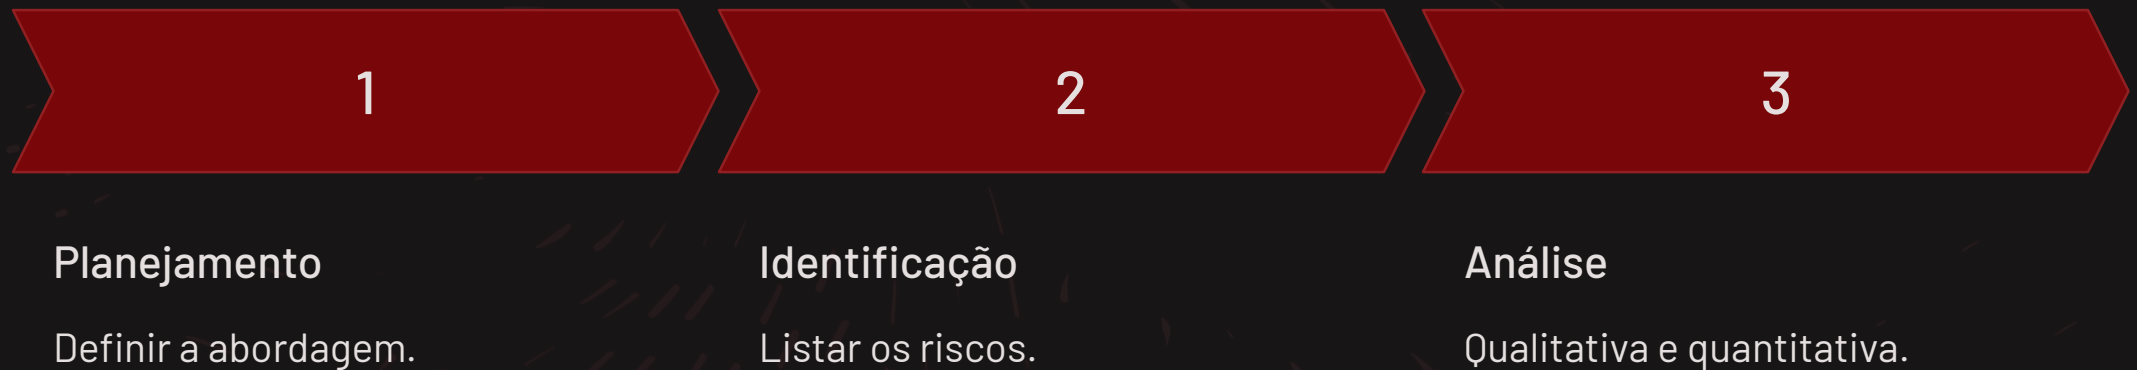 1
2
3
Planejamento
Definir a abordagem.
Identificação
Listar os riscos.
Análise
Qualitativa e quantitativa.